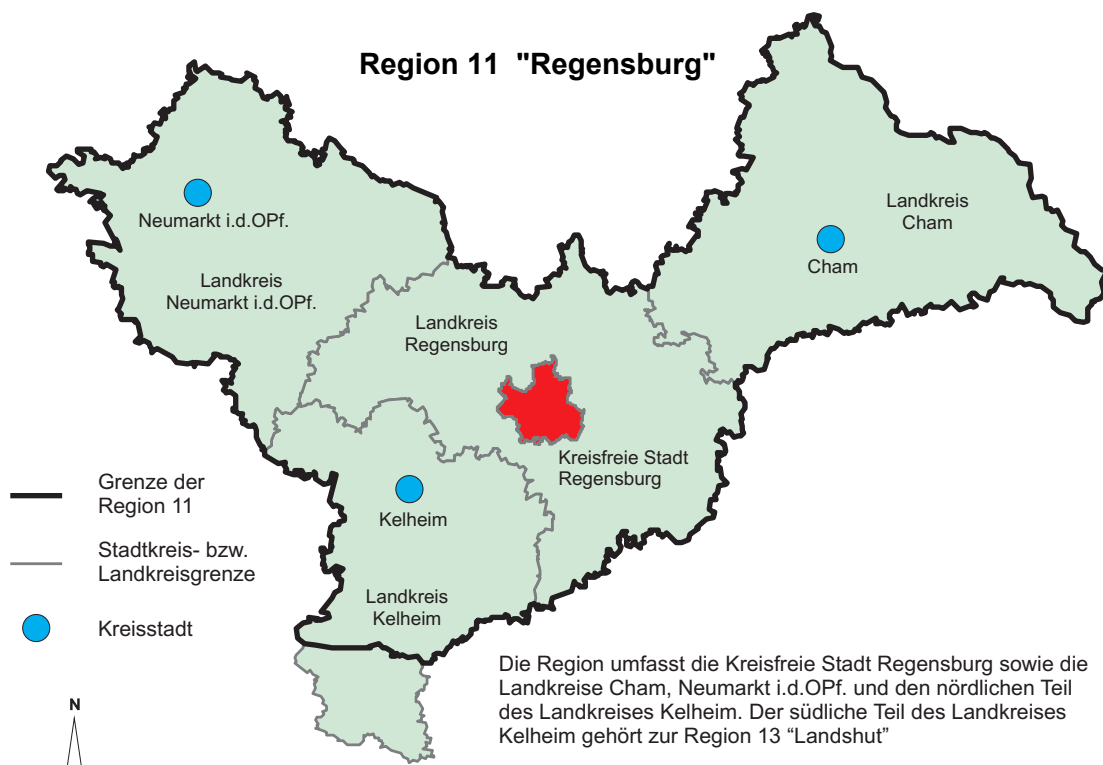 Region 11 "Regensburg"
Neumarkt i.d.OPf.
Landkreis
Neumarkt i.d.OPf.
Landkreis
Cham
Cham
Landkreis
Regensburg
Kreisfreie Stadt
Regensburg
Kelheim
Landkreis
Kelheim
Grenze der
Region 11
Stadtkreis- bzw.
Landkreisgrenze
Kreisstadt
N
Die Region umfasst die Kreisfreie Stadt Regensburg sowie die
Landkreise Cham, Neumarkt i.d.OPf. und den nördlichen Teil
des Landkreises Kelheim. Der südliche Teil des Landkreises
Kelheim gehört zur Region 13 “Landshut”